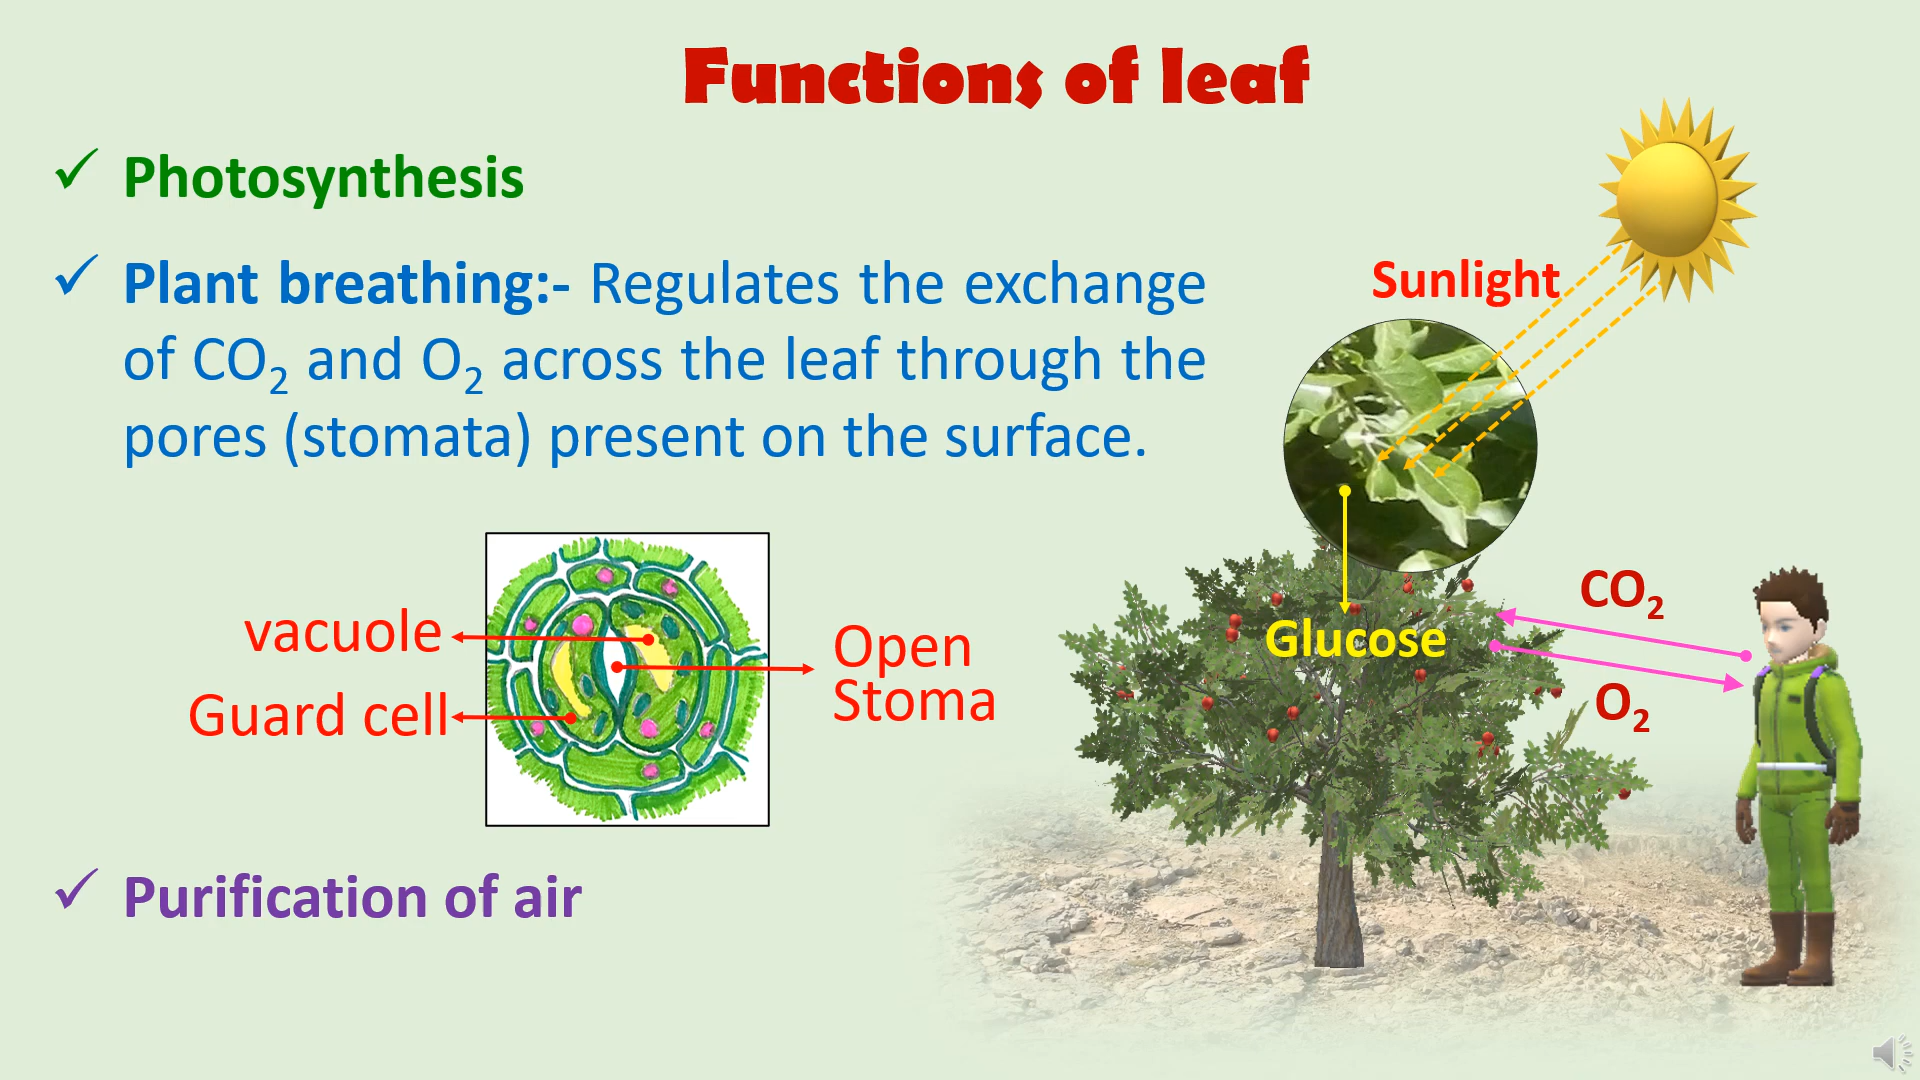 Functions of leaf
✓ Photosynthesis
✓ Plant breathing:- Regulates the exchange
of CO₂ and O₂ across the leaf through the
pores (stomata) present on the surface.
Sunlight
Glucose
CO₂
O₂
vacuole
Guard cell
Open
Stoma
✓ Purification of air